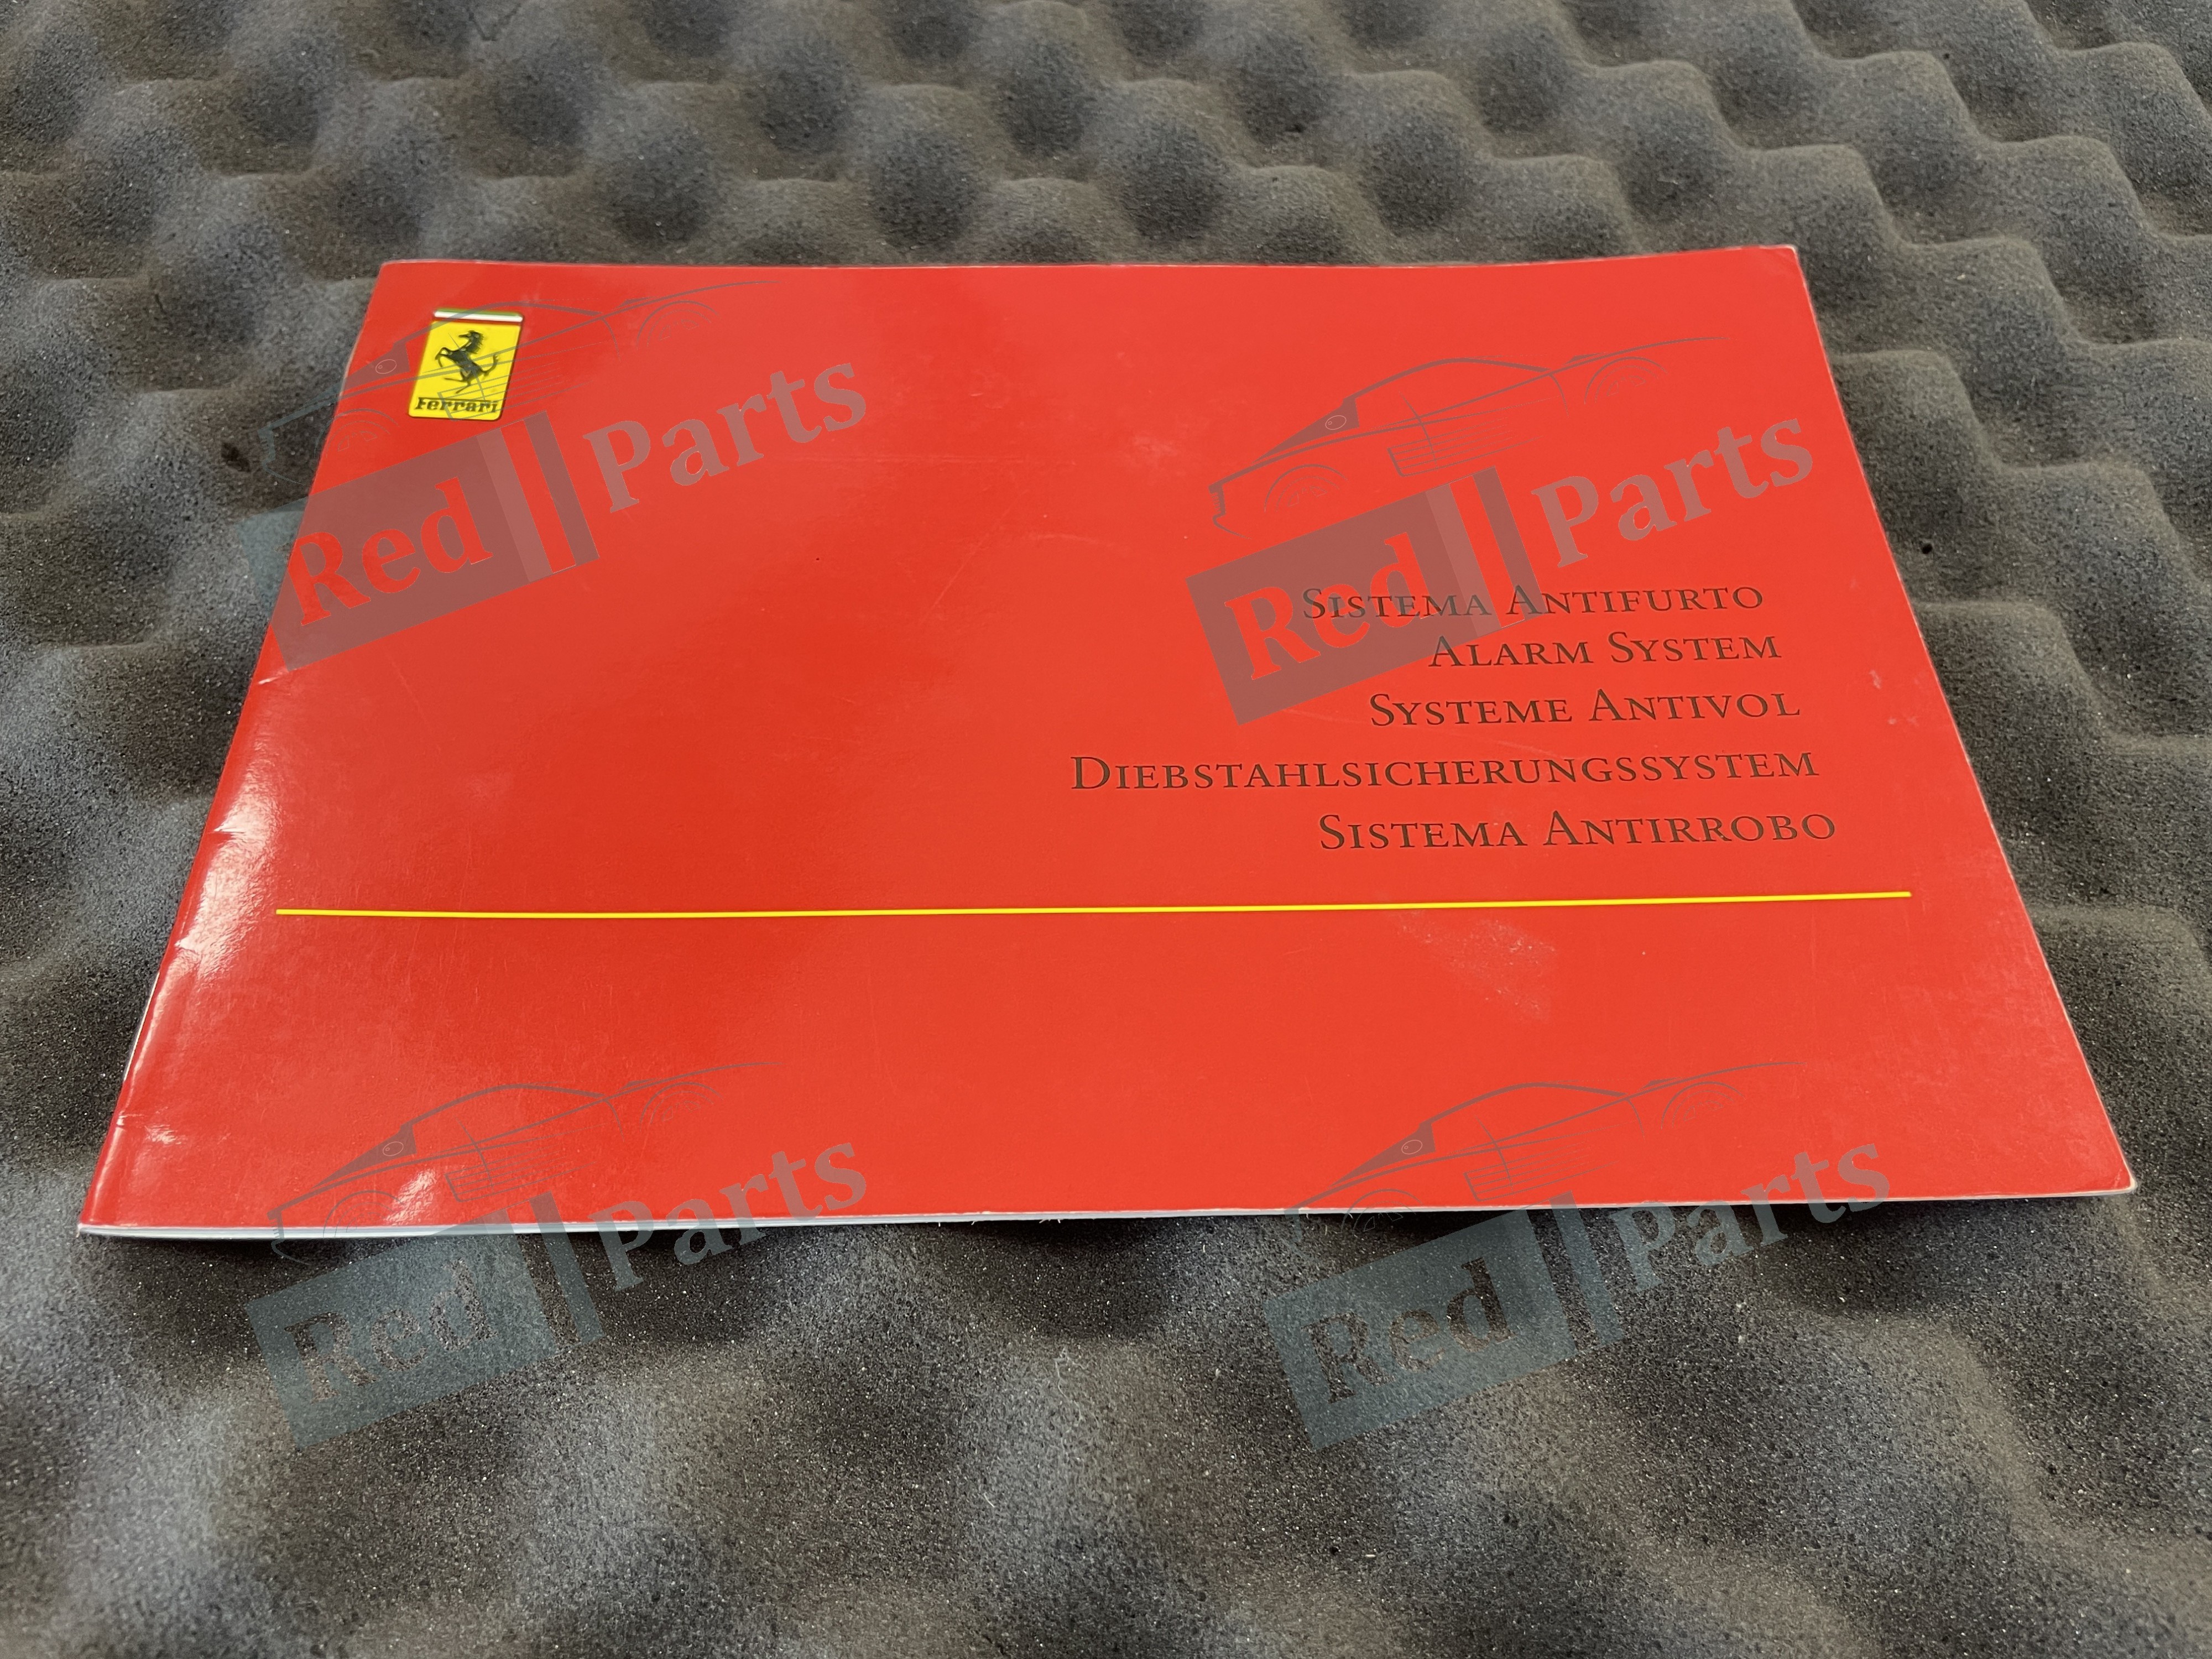 Ferrari
Red Parts
Red Parts
SISTEMA ANTIFURTO
ALARM SYSTEM
SYSTEME ANTIVOL
DIEBSTAHLSICHERUNGSSYSTEM
SISTEMA ANTIRROBO
Red Parts
Red Parts